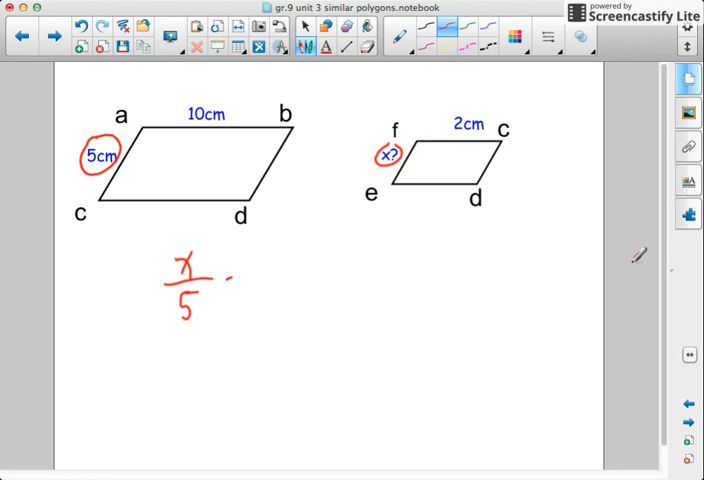 gr.9 unit 3 similar polygons.notebook
powered by
Screencastify Lite
a 10cm b
5cm
c d
f 2cm c
x?
e d
x
5